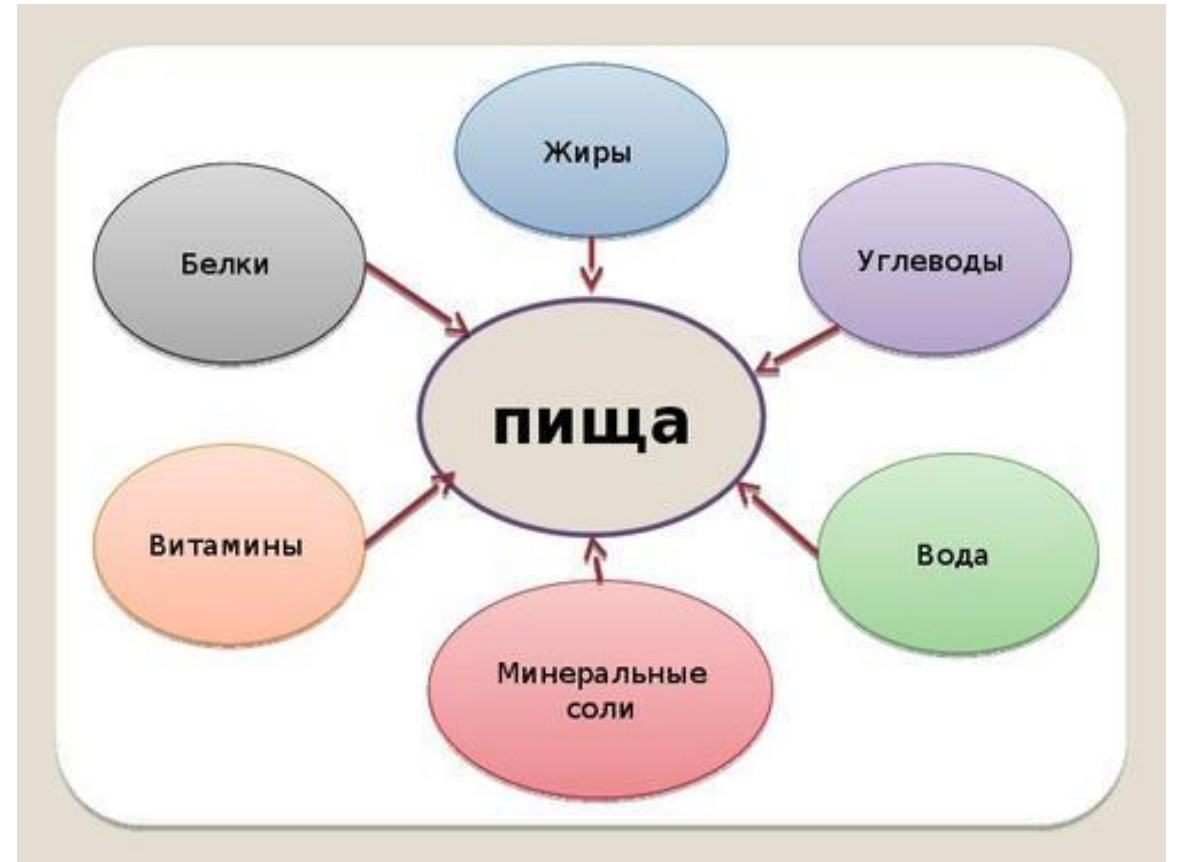 Жиры
Белки
Углеводы
пища
Витамины
Вода
Минеральные
соли